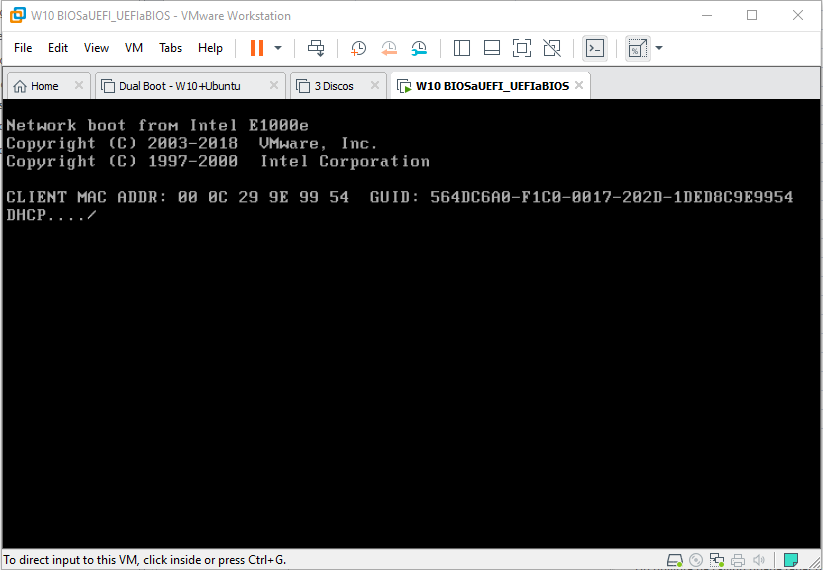 W10 BIOSaUEFI_UEFIaBIOS - VMware Workstation
File Edit View VM Tabs Help
Home Dual Boot - W10+Ubuntu 3 Discos W10 BIOSaUEFI_UEFIaBIOS
Network boot from Intel E1000e
Copyright (C) 2003-2018 VMware, Inc.
Copyright (C) 1997-2000 Intel Corporation
CLIENT MAC ADDR: 00 0C 29 9E 99 54 GUID: 564DC6A0-F1C0-0017-202D-1DED8C9E9954
DHCP..../
To direct input to this VM, click inside or press Ctrl+G.